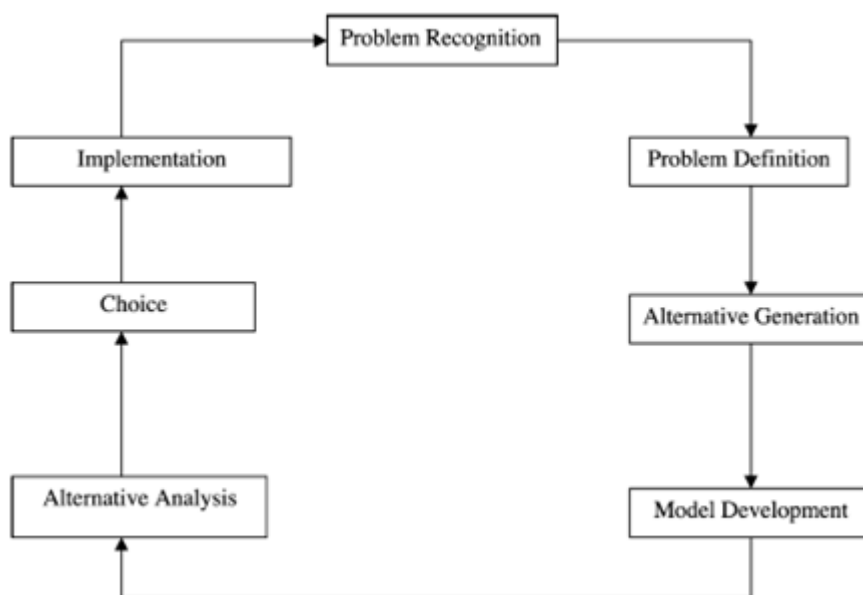 Problem Recognition
Problem Definition
Alternative Generation
Model Development
Alternative Analysis
Choice
Implementation